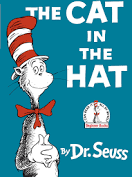 THE CAT
IN THE
HAT
By Dr. Seuss